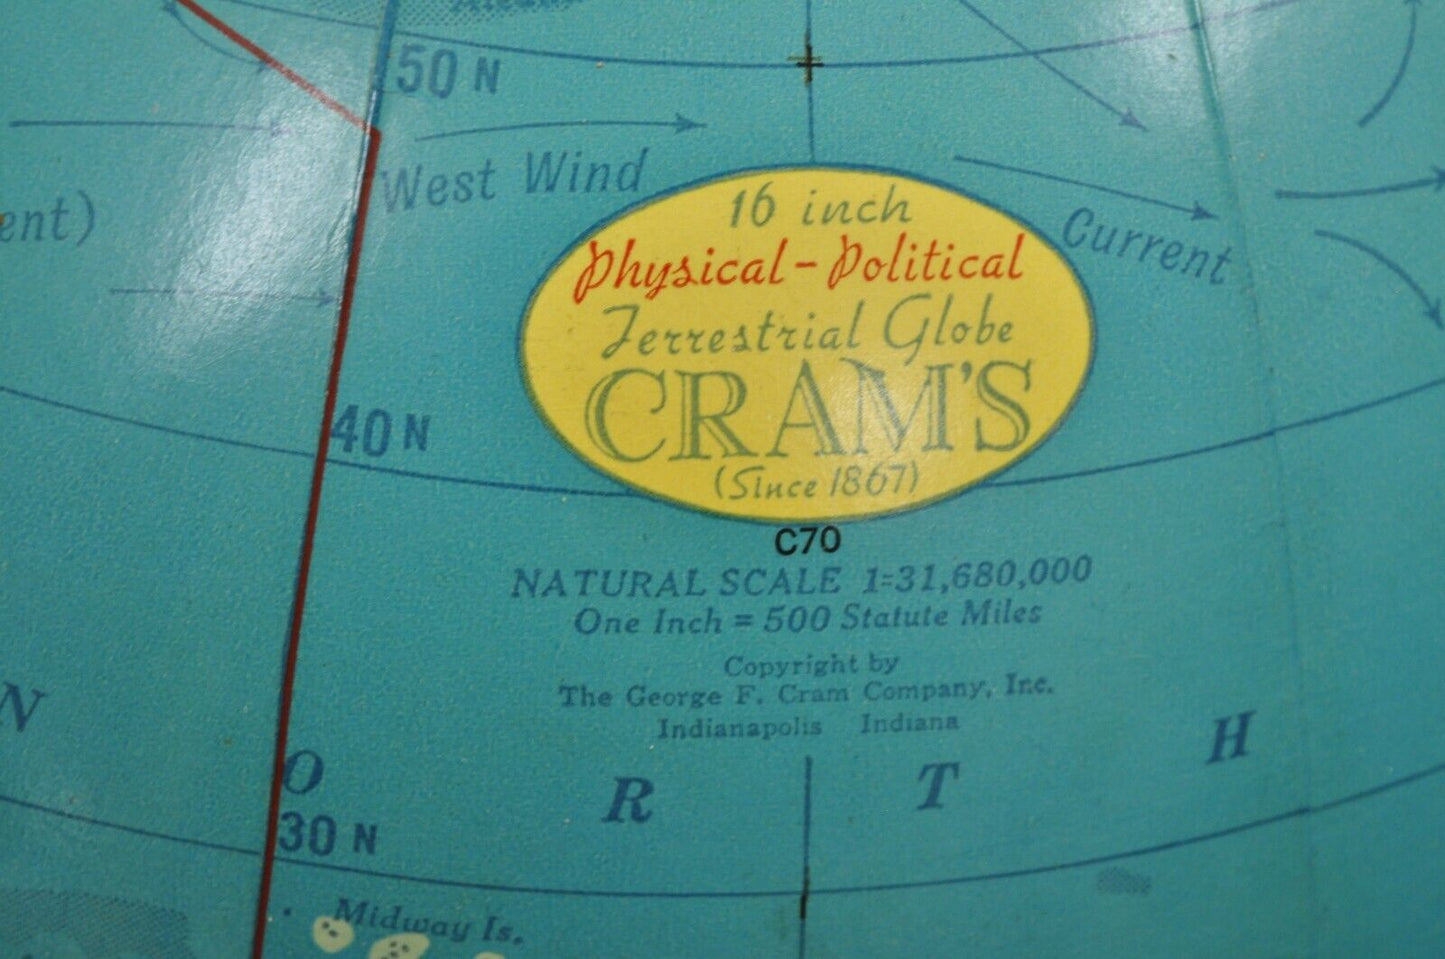 50 N
West Wind
ent)
Current
16 inch
Physical-Political
Terrestrial Globe
CRAM'S
(Since 1867)
40 N
C70
NATURAL SCALE 1=31,680,000
One Inch = 500 Statute Miles
Copyright by
The George F. Cram Company, Inc.
Indianapolis Indiana
N O R T H
30 N
Midway Is.